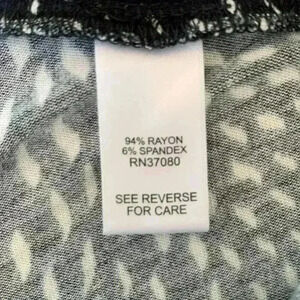 94% RAYON
6% SPANDEX
RN37080
SEE REVERSE
FOR CARE